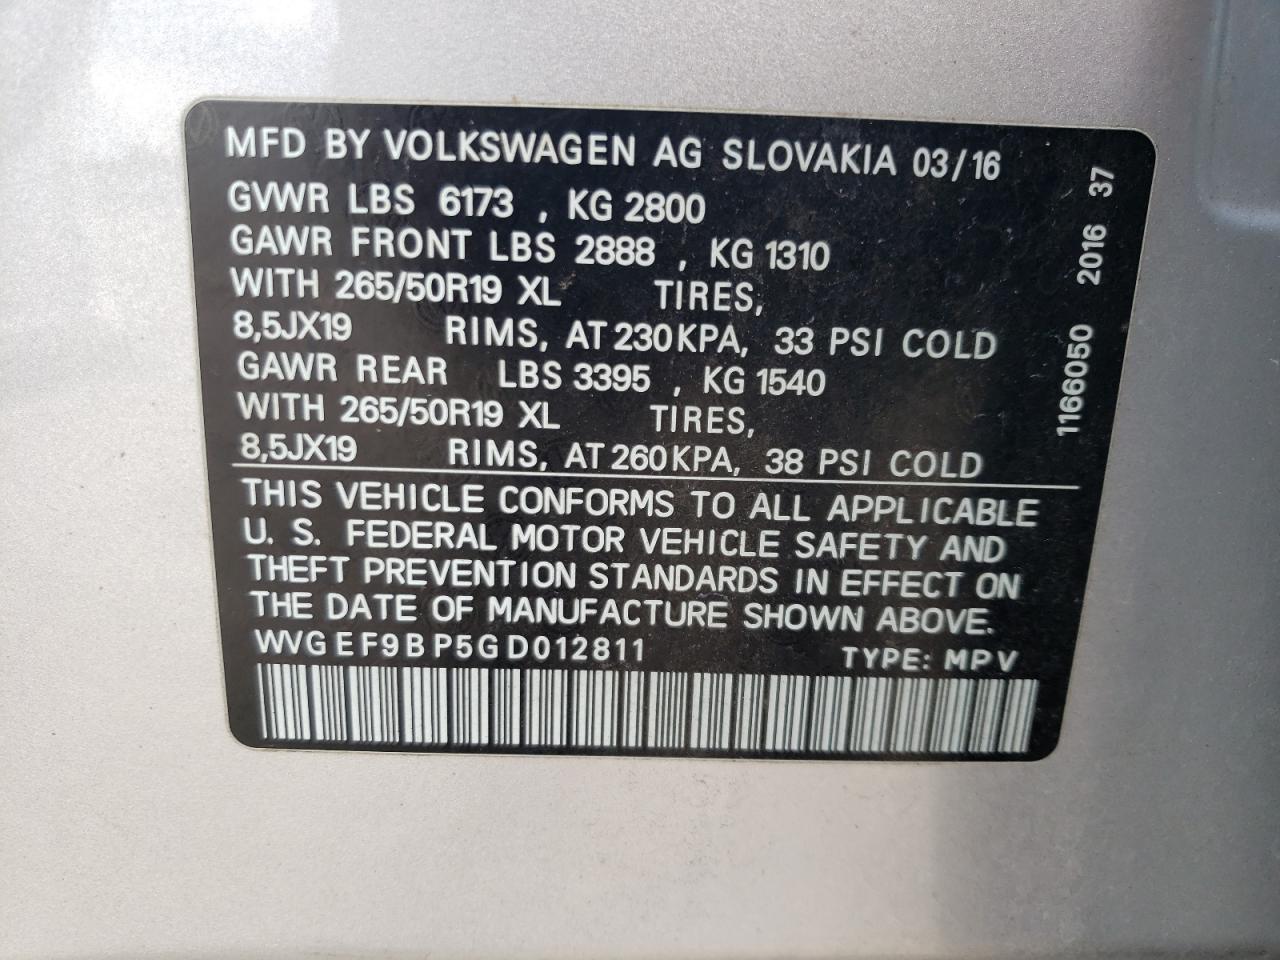 MFD BY VOLKSWAGEN AG SLOVAKIA 03/16
GVWR LBS 6173 , KG 2800
GAWR FRONT LBS 2888 , KG 1310
WITH 265/50R19 XL TIRES,
8,5JX19 RIMS, AT 230KPA, 33 PSI COLD
GAWR REAR LBS 3395 , KG 1540
WITH 265/50R19 XL TIRES,
8,5JX19 RIMS, AT 260KPA, 38 PSI COLD
THIS VEHICLE CONFORMS TO ALL APPLICABLE
U. S. FEDERAL MOTOR VEHICLE SAFETY AND
THEFT PREVENTION STANDARDS IN EFFECT ON
THE DATE OF MANUFACTURE SHOWN ABOVE.
WVGEF9BP5GD012811 TYPE: MPV
1166050 2016 37